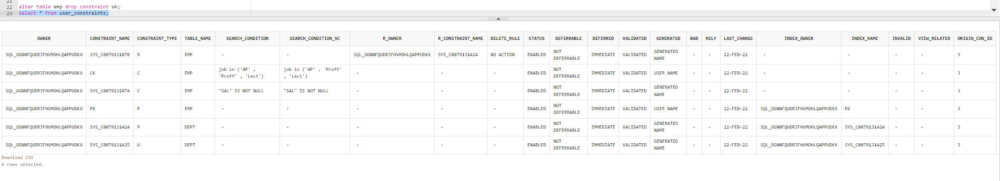 21
22 alter table emp drop constraint uk;
23 select * from user_constraints;
OWNER CONSTRAINT_NAME CONSTRAINT_TYPE TABLE_NAME SEARCH_CONDITION SEARCH_CONDITION_VC R_OWNER R_CONSTRAINT_NAME DELETE_RULE STATUS DEFERRABLE DEFERRED VALIDATED GENERATED BAD RELY LAST_CHANGE INDEX_OWNER INDEX_NAME INVALID VIEW_RELATED ORIGIN_CON_ID
SQL_OGNNFQUDRJFHVMOHLQAPPUDKX SYS_C0079131878 R EMP - - SQL_OGNNFQUDRJFHVMOHLQAPPUDKX SYS_C0079131424 NO ACTION ENABLED NOT DEFERRABLE IMMEDIATE VALIDATED GENERATED NAME - - 22-FEB-22 - - - - 3
SQL_OGNNFQUDRJFHVMOHLQAPPUDKX CK C EMP job in ('AP' , 'Proff' , 'Lect') job in ('AP' , 'Proff' , 'Lect') - - - ENABLED NOT DEFERRABLE IMMEDIATE VALIDATED USER NAME - - 22-FEB-22 - - - - 3
SQL_OGNNFQUDRJFHVMOHLQAPPUDKX SYS_C0079131874 C EMP "SAL" IS NOT NULL "SAL" IS NOT NULL - - - ENABLED NOT DEFERRABLE IMMEDIATE VALIDATED GENERATED NAME - - 22-FEB-22 - - - - 3
SQL_OGNNFQUDRJFHVMOHLQAPPUDKX PK P EMP - - - - - ENABLED NOT DEFERRABLE IMMEDIATE VALIDATED USER NAME - - 22-FEB-22 SQL_OGNNFQUDRJFHVMOHLQAPPUDKX PK - - 3
SQL_OGNNFQUDRJFHVMOHLQAPPUDKX SYS_C0079131424 P DEPT - - - - - ENABLED NOT DEFERRABLE IMMEDIATE VALIDATED GENERATED NAME - - 22-FEB-22 SQL_OGNNFQUDRJFHVMOHLQAPPUDKX SYS_C0079131424 - - 3
SQL_OGNNFQUDRJFHVMOHLQAPPUDKX SYS_C0079131425 U DEPT - - - - - ENABLED NOT DEFERRABLE IMMEDIATE VALIDATED GENERATED NAME - - 22-FEB-22 SQL_OGNNFQUDRJFHVMOHLQAPPUDKX SYS_C0079131425 - - 3
Download CSV
6 rows selected.